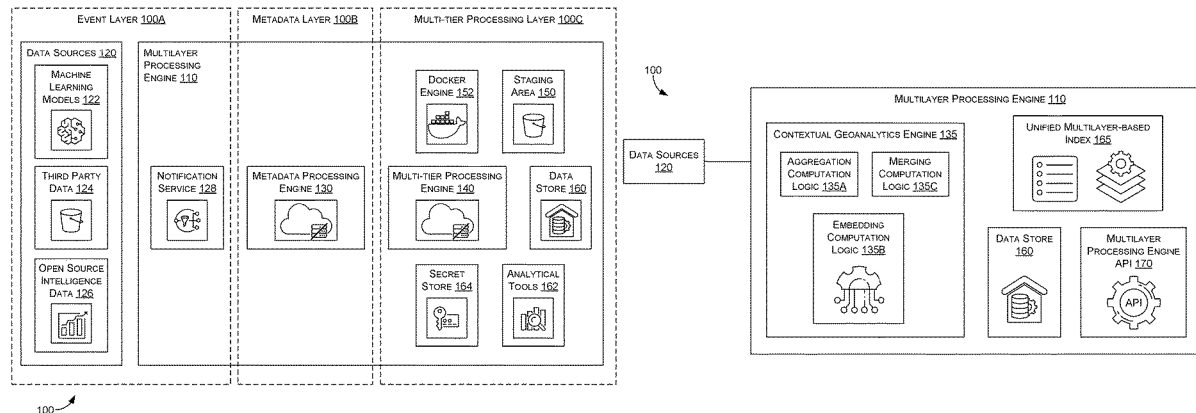 EVENT LAYER 100A
METADATA LAYER 100B
MULTI-TIER PROCESSING LAYER 100C
DATA SOURCES 120
MACHINE
LEARNING
MODELS 122
THIRD PARTY
DATA 124
OPEN SOURCE
INTELLIGENCE
DATA 126
MULTILAYER
PROCESSING
ENGINE 110
NOTIFICATION
SERVICE 128
METADATA PROCESSING
ENGINE 130
DOCKER
ENGINE 152
STAGING
AREA 150
MULTI-TIER PROCESSING
ENGINE 140
DATA
STORE 160
SECRET
STORE 164
ANALYTICAL
TOOLS 162
100
100
DATA SOURCES
120
MULTILAYER PROCESSING ENGINE 110
CONTEXTUAL GEOANALYTICS ENGINE 135
AGGREGATION
COMPUTATION
LOGIC 135A
MERGING
COMPUTATION
LOGIC 135C
EMBEDDING
COMPUTATION
LOGIC 135B
UNIFIED MULTILAYER-BASED
INDEX 165
DATA STORE
160
MULTILAYER
PROCESSING ENGINE
API 170
API